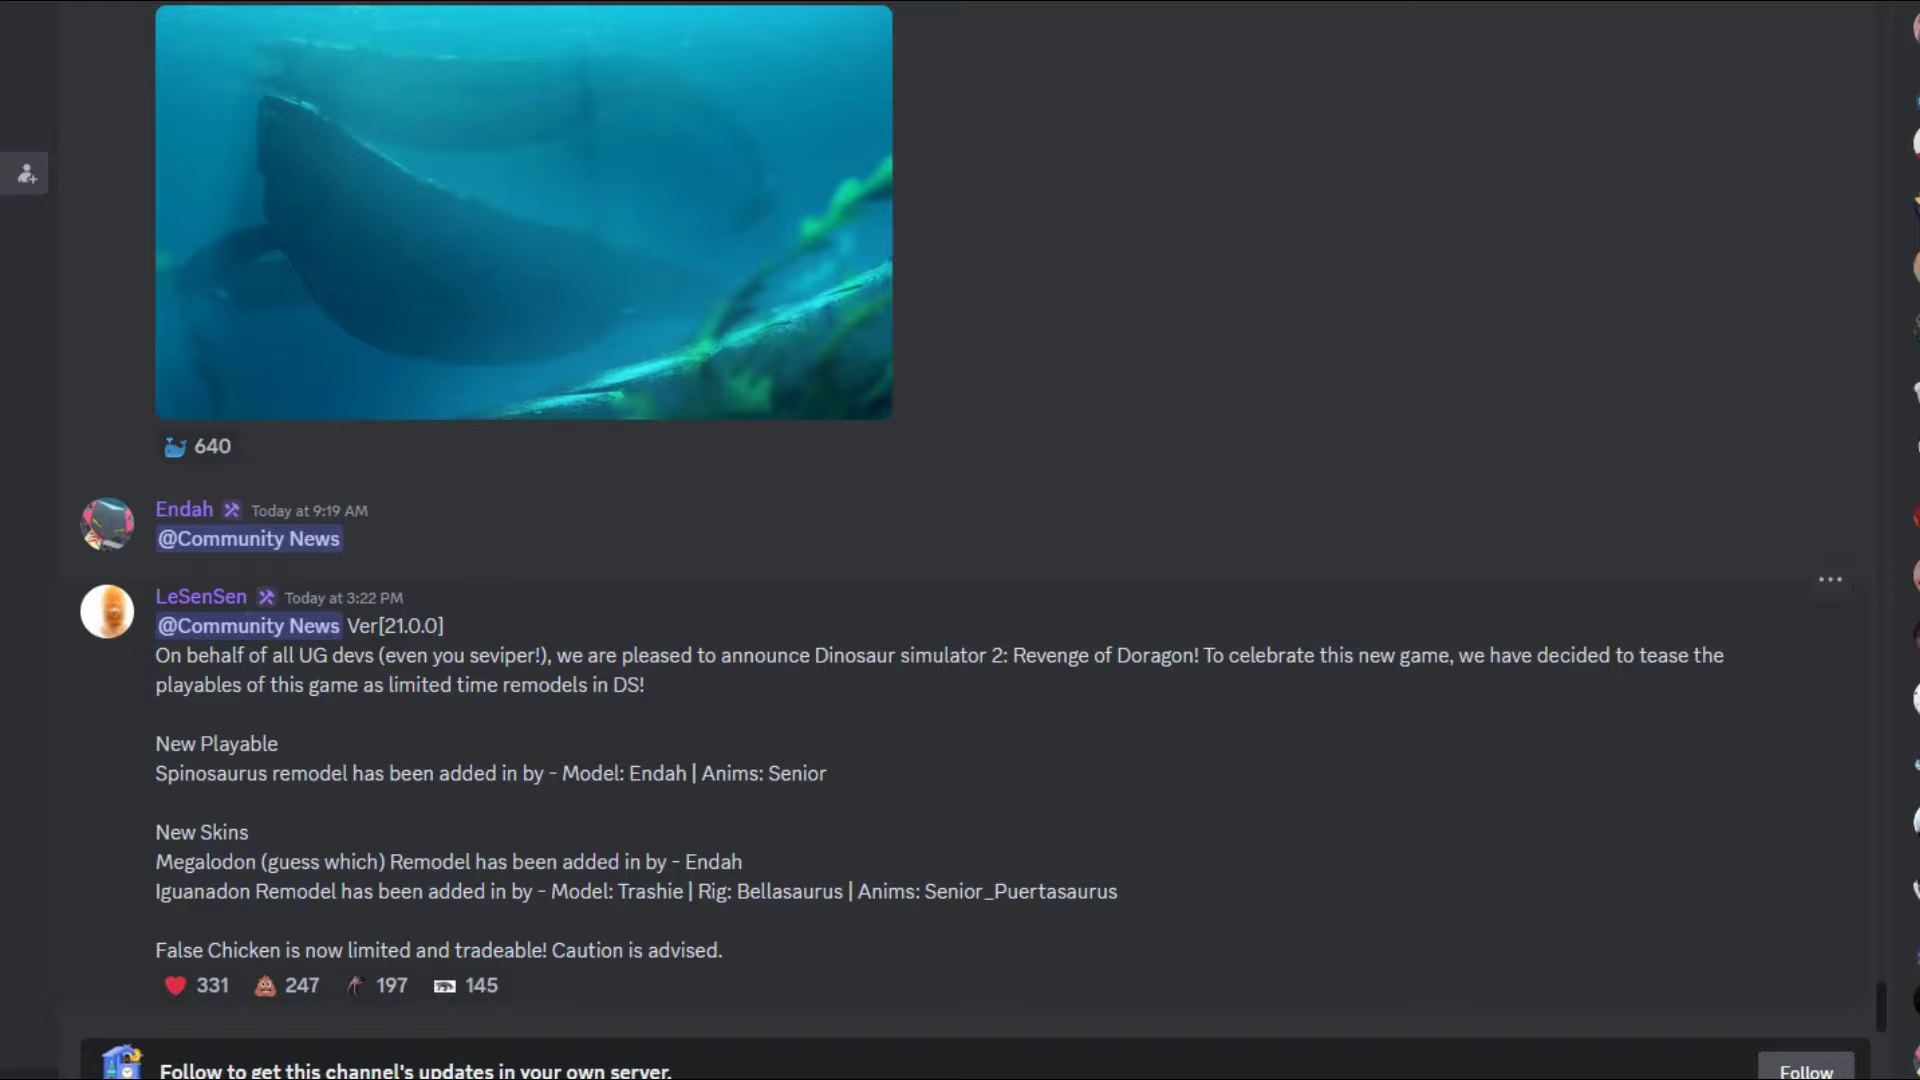 640
Endah Today at 9:19 AM
@Community News
LeSenSen Today at 3:22 PM
@Community News Ver[21.0.0]
On behalf of all UG devs (even you seviper!), we are pleased to announce Dinosaur simulator 2: Revenge of Doragon! To celebrate this new game, we have decided to tease the
playables of this game as limited time remodels in DS!
New Playable
Spinosaurus remodel has been added in by - Model: Endah | Anims: Senior
New Skins
Megalodon (guess which) Remodel has been added in by - Endah
Iguanadon Remodel has been added in by - Model: Trashie | Rig: Bellasaurus | Anims: Senior_Puertasaurus
False Chicken is now limited and tradeable! Caution is advised.
331 247 197 145
Follow to get this channel's updates in your own server. Follow